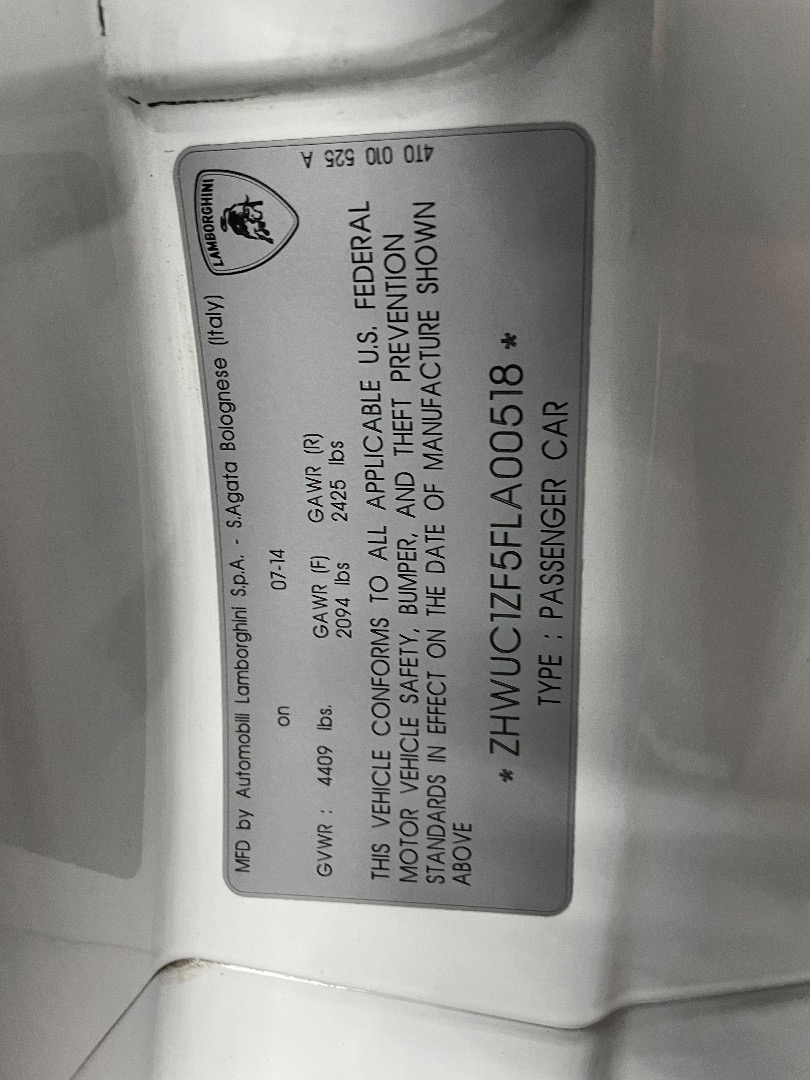 LAMBORGHINI
4T0 010 525 A
MFD by Automobili Lamborghini S.p.A. - S.Agata Bolognese (Italy)
on 07-14
GVWR : 4409 lbs. GAWR (F) GAWR (R)
2094 lbs 2425 lbs
THIS VEHICLE CONFORMS TO ALL APPLICABLE U.S. FEDERAL
MOTOR VEHICLE SAFETY, BUMPER, AND THEFT PREVENTION
STANDARDS IN EFFECT ON THE DATE OF MANUFACTURE SHOWN
ABOVE
* ZHWUC1ZF5FLA00518 *
TYPE : PASSENGER CAR